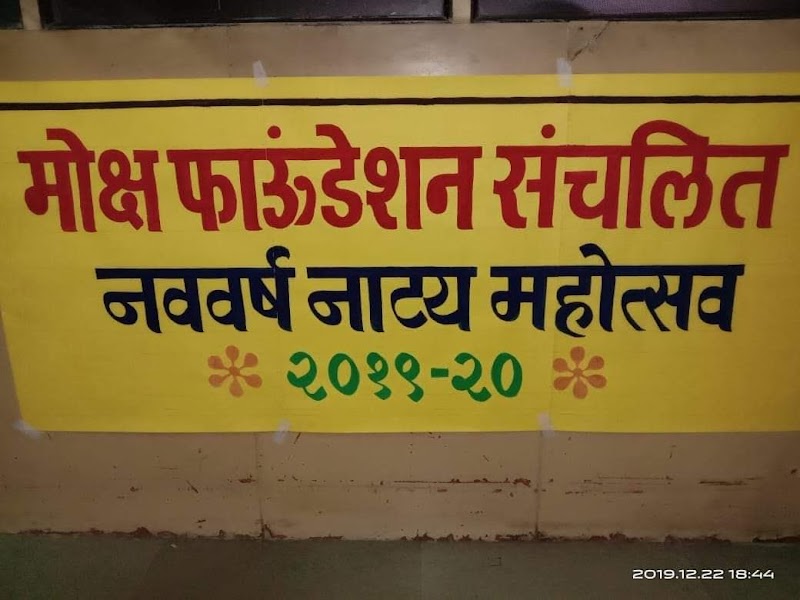 मोक्ष फाऊंडेशन संचलित
नववर्ष नाट्य महोत्सव
२०१९-२०
2019.12.22 18:44